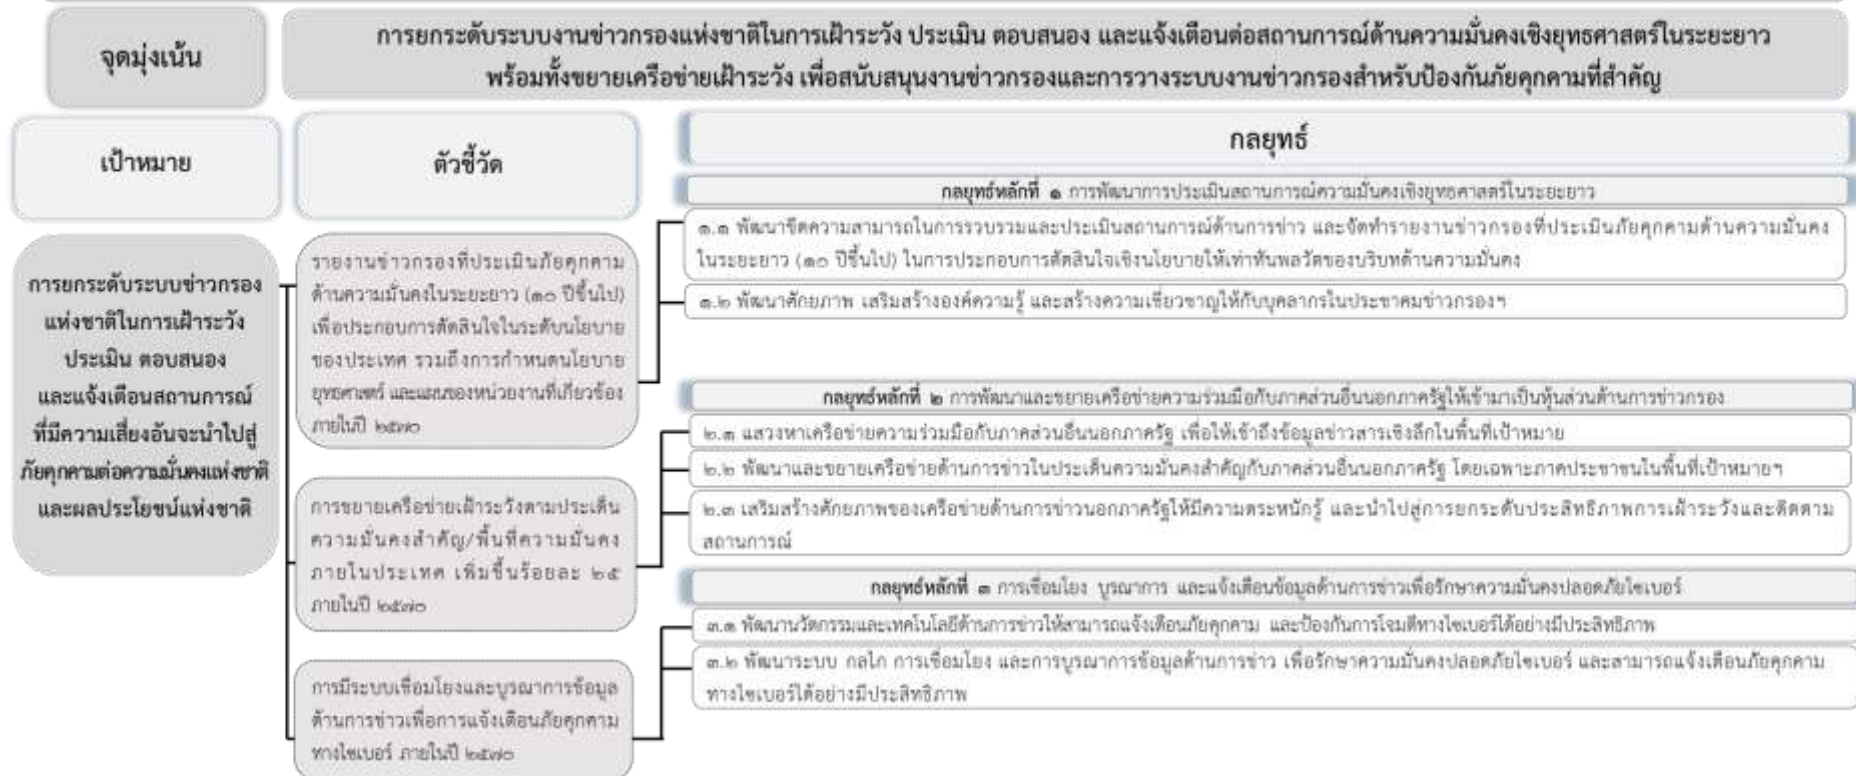 จุดมุ่งเน้น
การยกระดับระบบงานข่าวกรองแห่งชาติในการเฝ้าระวัง ประเมิน ตอบสนอง และแจ้งเตือนต่อสถานการณ์ด้านความมั่นคงเชิงยุทธศาสตร์ในระยะยาว
พร้อมทั้งขยายเครือข่ายเฝ้าระวัง เพื่อสนับสนุนงานข่าวกรองและการวางระบบงานข่าวกรองสำหรับป้องกันภัยคุกคามที่สำคัญ
เป้าหมาย
ตัวชี้วัด
กลยุทธ์
การยกระดับระบบข่าวกรอง
แห่งชาติในการเฝ้าระวัง
ประเมิน ตอบสนอง
และแจ้งเตือนสถานการณ์
ที่มีความเสี่ยงอันจะนำไปสู่
ภัยคุกคามต่อความมั่นคงแห่งชาติ
และผลประโยชน์แห่งชาติ
รายงานข่าวกรองที่ประเมินภัยคุกคาม
ด้านความมั่นคงในระยะยาว (๑๐ ปีขึ้นไป)
เพื่อประกอบการตัดสินใจในระดับนโยบาย
ของประเทศ รวมถึงการกำหนดนโยบาย
ยุทธศาสตร์ และแผนของหน่วยงานที่เกี่ยวข้อง
ภายในปี ๒๕๗๐
การขยายเครือข่ายเฝ้าระวังตามประเด็น
ความมั่นคงสำคัญ/พื้นที่ความมั่นคง
ภายในประเทศ เพิ่มขึ้นร้อยละ ๒๕
ภายในปี ๒๕๗๐
การมีระบบเชื่อมโยงและบูรณาการข้อมูล
ด้านการข่าวเพื่อการแจ้งเตือนภัยคุกคาม
ทางไซเบอร์ ภายในปี ๒๕๗๐
กลยุทธ์หลักที่ ๑ การพัฒนาการประเมินสถานการณ์ความมั่นคงเชิงยุทธศาสตร์ในระยะยาว
๑.๑ พัฒนาขีดความสามารถในการรวบรวมและประเมินสถานการณ์ด้านการข่าว และจัดทำรายงานข่าวกรองที่ประเมินภัยคุกคามด้านความมั่นคง
ในระยะยาว (๑๐ ปีขึ้นไป) ในการประกอบการตัดสินใจเชิงนโยบายให้เท่าทันพลวัตของบริบทด้านความมั่นคง
๑.๒ พัฒนาศักยภาพ เสริมสร้างองค์ความรู้ และสร้างความเชี่ยวชาญให้กับบุคลากรในประชาคมข่าวกรองฯ
กลยุทธ์หลักที่ ๒ การพัฒนาและขยายเครือข่ายความร่วมมือกับภาคส่วนอื่นนอกภาครัฐให้เข้ามาเป็นหุ้นส่วนด้านการข่าวกรอง
๒.๑ แสวงหาเครือข่ายความร่วมมือกับภาคส่วนอื่นนอกภาครัฐ เพื่อให้เข้าถึงข้อมูลข่าวสารเชิงลึกในพื้นที่เป้าหมาย
๒.๒ พัฒนาและขยายเครือข่ายด้านการข่าวในประเด็นความมั่นคงสำคัญกับภาคส่วนอื่นนอกภาครัฐ โดยเฉพาะภาคประชาชนในพื้นที่เป้าหมายฯ
๒.๓ เสริมสร้างศักยภาพของเครือข่ายด้านการข่าวนอกภาครัฐให้มีความตระหนักรู้ และนำไปสู่การยกระดับประสิทธิภาพการเฝ้าระวังและติดตาม
สถานการณ์
กลยุทธ์หลักที่ ๓ การเชื่อมโยง บูรณาการ และแจ้งเตือนข้อมูลด้านการข่าวเพื่อรักษาความมั่นคงปลอดภัยไซเบอร์
๓.๑ พัฒนานวัตกรรมและเทคโนโลยีด้านการข่าวให้สามารถแจ้งเตือนภัยคุกคาม และป้องกันการโจมตีทางไซเบอร์ได้อย่างมีประสิทธิภาพ
๓.๒ พัฒนาระบบ กลไก การเชื่อมโยง และการบูรณาการข้อมูลด้านการข่าว เพื่อรักษาความมั่นคงปลอดภัยไซเบอร์ และสามารถแจ้งเตือนภัยคุกคาม
ทางไซเบอร์ได้อย่างมีประสิทธิภาพ